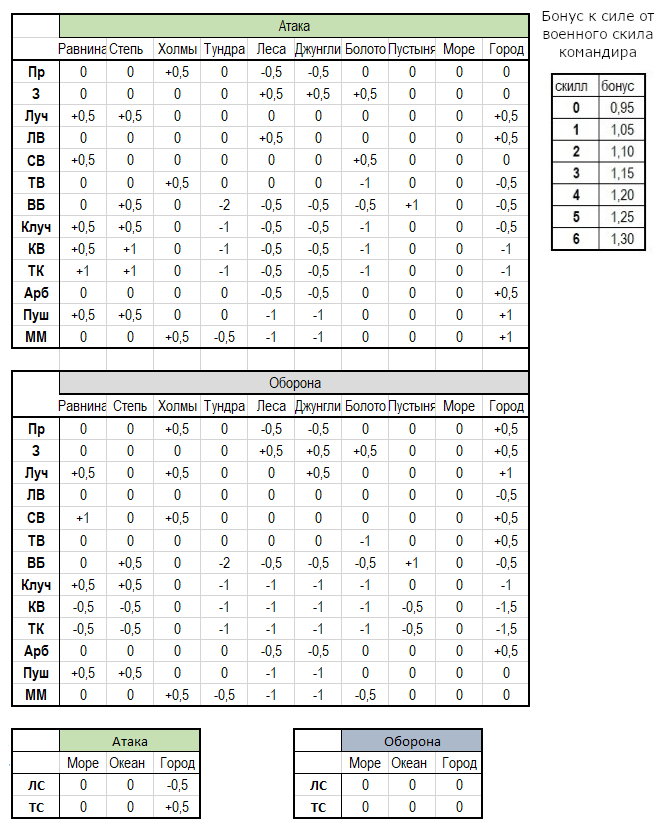 Атака
Равнина Степь Холмы Тундра Леса Джунгли Болото Пустыня Море Город
Пр 0 0 +0,5 0 -0,5 -0,5 0 0 0 0
З 0 0 0 0 +0,5 +0,5 +0,5 0 0 0
Луч +0,5 +0,5 0 0 0 0 0 0 0 +0,5
ЛВ 0 0 0 0 +0,5 0 0 0 0 +0,5
СВ +0,5 0 0 0 0 0 +0,5 0 0 0
ТВ 0 0 +0,5 0 0 0 -1 0 0 -0,5
ВБ 0 +0,5 0 -2 -0,5 -0,5 -0,5 +1 0 -0,5
Клуч +0,5 +0,5 0 -1 -0,5 -0,5 -1 0 0 -0,5
КВ +0,5 +1 0 -1 -0,5 -0,5 -1 0 0 -1
ТК +1 +1 0 -1 -0,5 -0,5 -1 0 0 -1
Арб 0 0 0 0 -0,5 -0,5 0 0 0 +0,5
Пуш +0,5 +0,5 0 0 -1 -1 0 0 0 +1
ММ 0 0 +0,5 -0,5 -1 -1 0 0 0 +1
Бонус к силе от
военного скила
командира
скилл бонус
0 0,95
1 1,05
2 1,10
3 1,15
4 1,20
5 1,25
6 1,30
Оборона
Равнина Степь Холмы Тундра Леса Джунгли Болото Пустыня Море Город
Пр 0 0 +0,5 0 -0,5 -0,5 0 0 0 +0,5
З 0 0 0 0 +0,5 +0,5 +0,5 0 0 +0,5
Луч +0,5 0 +0,5 0 0 +0,5 0 0 0 +1
ЛВ 0 0 0 0 0 0 0 0 0 -0,5
СВ +1 0 +0,5 0 0 0 0 0 0 +0,5
ТВ 0 0 0 0 0 0 -1 0 0 +0,5
ВБ 0 +0,5 0 -2 -0,5 -0,5 -0,5 +1 0 -0,5
Клуч +0,5 +0,5 0 -1 -1 -1 -1 0 0 -1
КВ -0,5 -0,5 0 -1 -1 -1 -1 -0,5 0 -1,5
ТК -0,5 -0,5 0 -1 -1 -1 -1 -0,5 0 -1,5
Арб 0 0 0 0 -0,5 -0,5 0 0 0 +0,5
Пуш +0,5 +0,5 0 0 -1 -1 0 0 0 0
ММ 0 0 +0,5 -0,5 -1 -1 -0,5 0 0 0
Атака
Море Океан Город
ЛС 0 0 -0,5
ТС 0 0 +0,5
Оборона
Море Океан Город
ЛС 0 0 0
ТС 0 0 0